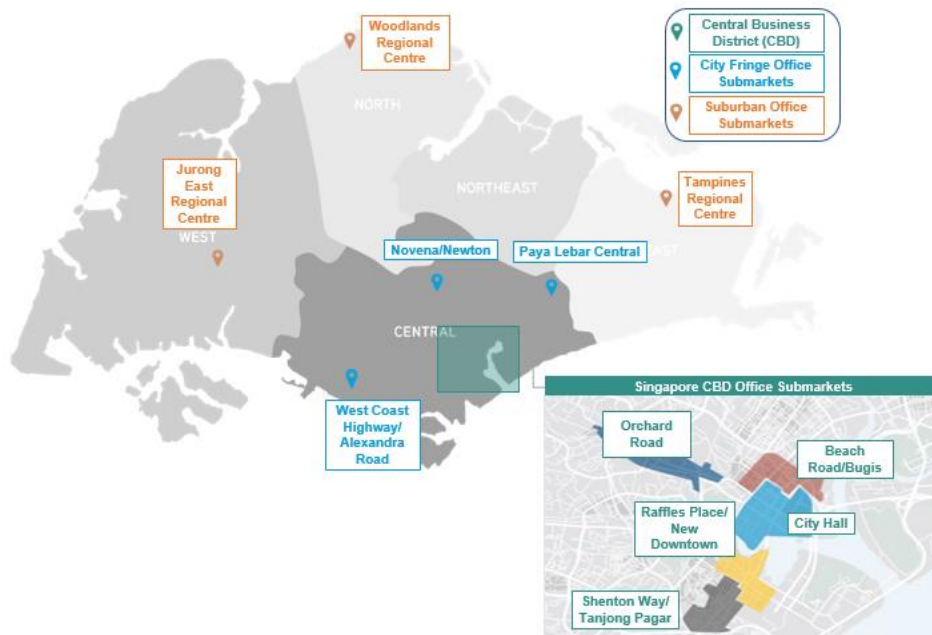 Woodlands
Regional
Centre
Central Business
District (CBD)
City Fringe Office
Submarkets
Suburban Office
Submarkets
NORTH
Jurong
East
Regional
Centre
NORTHEAST
Tampines
Regional
Centre
WEST
Novena/Newton
Paya Lebar Central
CENTRAL
West Coast
Highway/
Alexandra
Road
Singapore CBD Office Submarkets
Orchard
Road
Beach
Road/Bugis
Raffles Place/
New
Downtown
City Hall
Shenton Way/
Tanjong Pagar